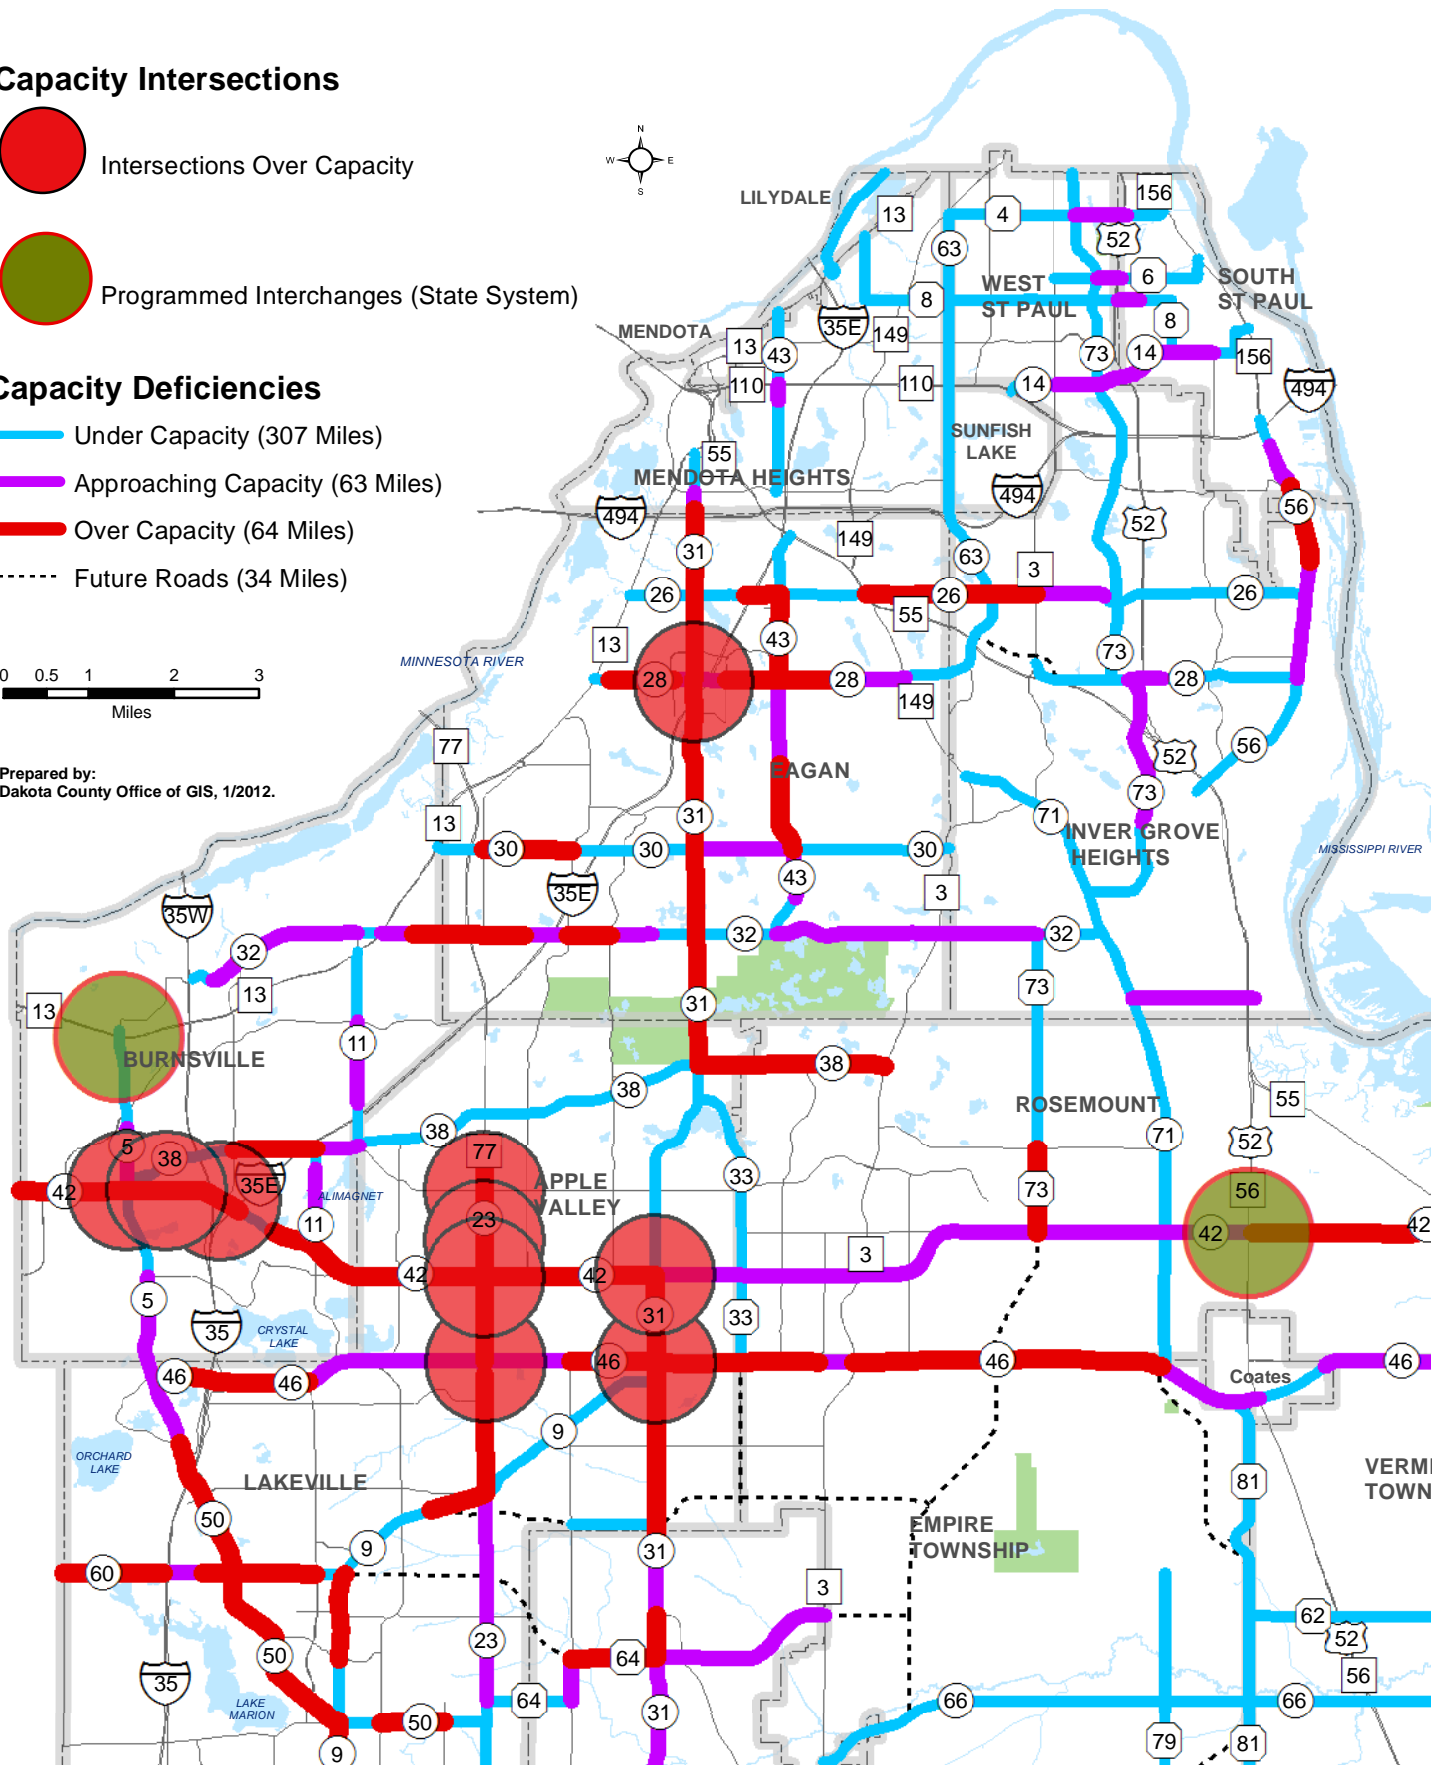 Capacity Intersections
Intersections Over Capacity
Programmed Interchanges (State System)
Capacity Deficiencies
Under Capacity (307 Miles)
Approaching Capacity (63 Miles)
Over Capacity (64 Miles)
Future Roads (34 Miles)
0 0.5 1 2 3
Miles
Prepared by:
Dakota County Office of GIS, 1/2012.
N
W E
S
LILYDALE
13
4
156
63
52
WEST
ST PAUL
6
SOUTH
ST PAUL
8
8
MENDOTA
13
43
35E
149
73
14
156
110
110
14
494
SUNFISH
LAKE
55
MENDOTA HEIGHTS
494
494
56
52
31
149
63
3
26
26
26
55
13
43
73
MINNESOTA RIVER
28
28
28
149
77
56
52
EAGAN
73
31
71
13
INVER GROVE
HEIGHTS
MISSISSIPPI RIVER
30
30
30
35E
43
3
35W
32
32
32
13
13
73
31
BURNSVILLE
11
38
38
55
ROSEMOUNT
38
71
52
5
38
77
33
35E
APPLE
VALLEY
73
56
42
ALIMAGNET
11
23
42
42
3
42
42
5
31
33
35
CRYSTAL
LAKE
46
46
46
46
46
Coates
9
ORCHARD
LAKE
LAKEVILLE
VERMI
TOWN
81
50
EMPIRE
TOWNSHIP
9
31
60
3
62
52
23
50
64
56
35
64
66
66
LAKE
MARION
31
50
9
79
81